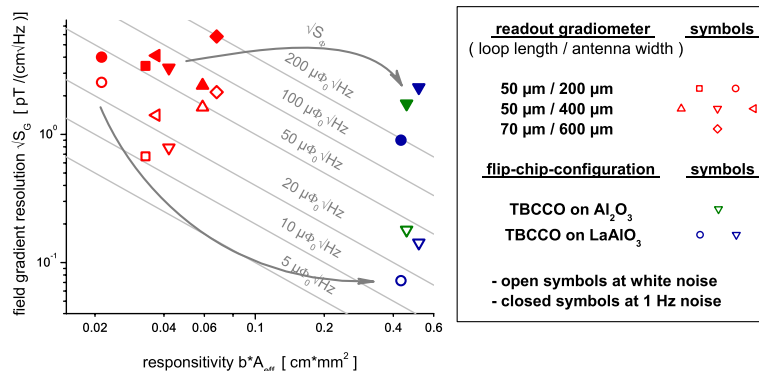 field gradient resolution √S_G [ pT /(cm√Hz) ]
10⁰
10⁻¹
0.02 0.04 0.06 0.1 0.2 0.4 0.6
responsitivity b*A_eff [ cm*mm² ]
√S_Φ
200 µΦ₀√Hz
100 µΦ₀√Hz
50 µΦ₀√Hz
20 µΦ₀√Hz
10 µΦ₀√Hz
5 µΦ₀√Hz
readout gradiometer symbols
( loop length / antenna width )
50 µm / 200 µm
50 µm / 400 µm
70 µm / 600 µm
flip-chip-configuration symbols
TBCCO on Al₂O₃
TBCCO on LaAlO₃
- open symbols at white noise
- closed symbols at 1 Hz noise